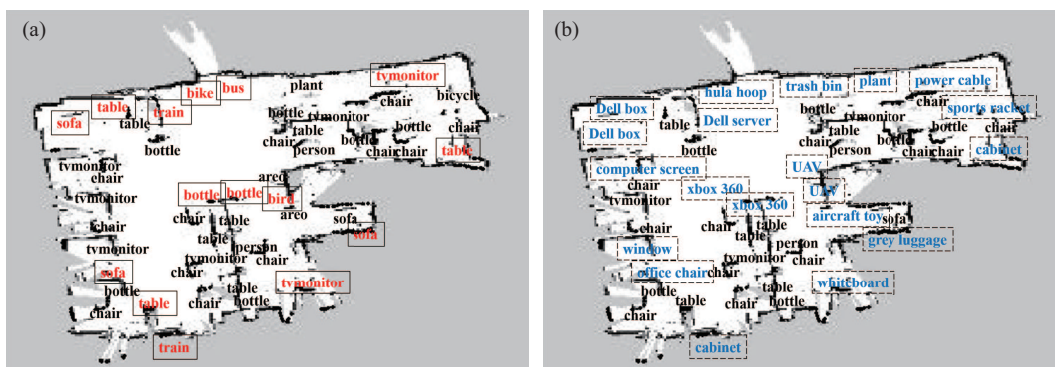 (a)
tvmonitor
bus
bike
plant
table
chair
bicycle
train
sofa
table
bottle
tvmonitor
table
bottle
chair
chair
bottle
person
bottle
chair
chair
table
tvmonitor
areo
chair
bottle
bottle
bird
tvmonitor
areo
sofa
chair
table
chair
sofa
table
tvmonitor
person
tvmonitor
chair
sofa
chair
tvmonitor
bottle
table
table
chair
bottle
chair
train
(b)
plant
power cable
trash bin
hula hoop
Dell box
chair
sports racket
bottle
tvmonitor
table
Dell server
table
bottle
chair
Dell box
chair
bottle
person
chair
chair
cabinet
computer screen
UAV
chair
xbox 360
UAV
tvmonitor
xbox 360
aircraft toy
sofa
chair
table
grey luggage
table
person
window
tvmonitor
chair
office chair
chair
whiteboard
bottle
table
table
chair
bottle
chair
cabinet